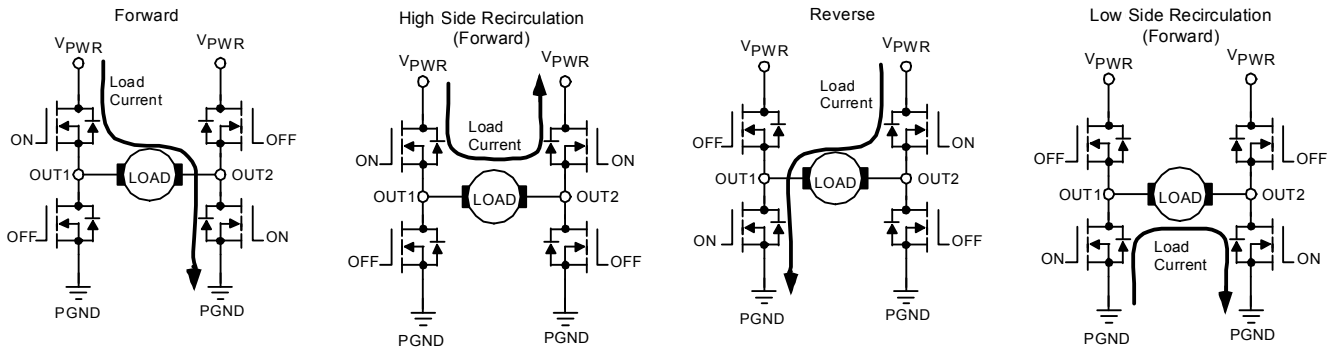 Forward
VPWR
VPWR
Load
Current
ON
OFF
OUT1
LOAD
OUT2
OFF
ON
PGND
PGND
High Side Recirculation
(Forward)
VPWR
VPWR
Load
Current
ON
ON
OUT1
LOAD
OUT2
OFF
OFF
PGND
PGND
Reverse
VPWR
VPWR
Load
Current
OFF
ON
OUT1
LOAD
OUT2
ON
OFF
PGND
PGND
Low Side Recirculation
(Forward)
VPWR
VPWR
OFF
OFF
OUT1
LOAD
OUT2
ON
Load
Current
ON
PGND
PGND